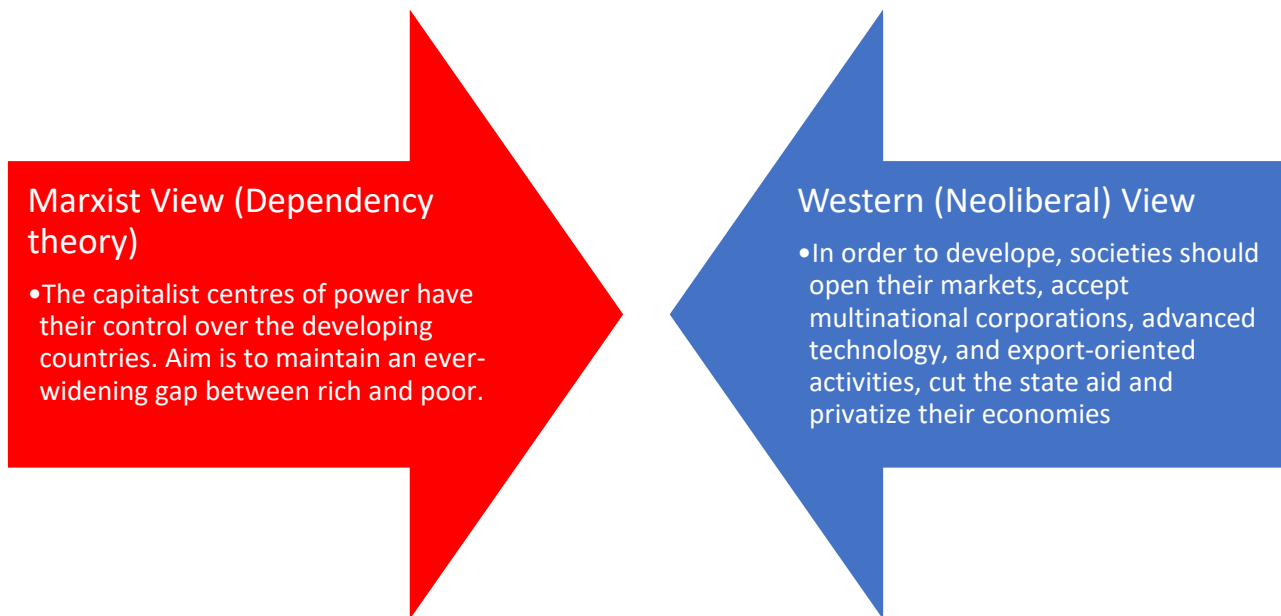 Marxist View (Dependency
theory)
•The capitalist centres of power have
their control over the developing
countries. Aim is to maintain an ever-
widening gap between rich and poor.
Western (Neoliberal) View
•In order to develope, societies should
open their markets, accept
multinational corporations, advanced
technology, and export-oriented
activities, cut the state aid and
privatize their economies